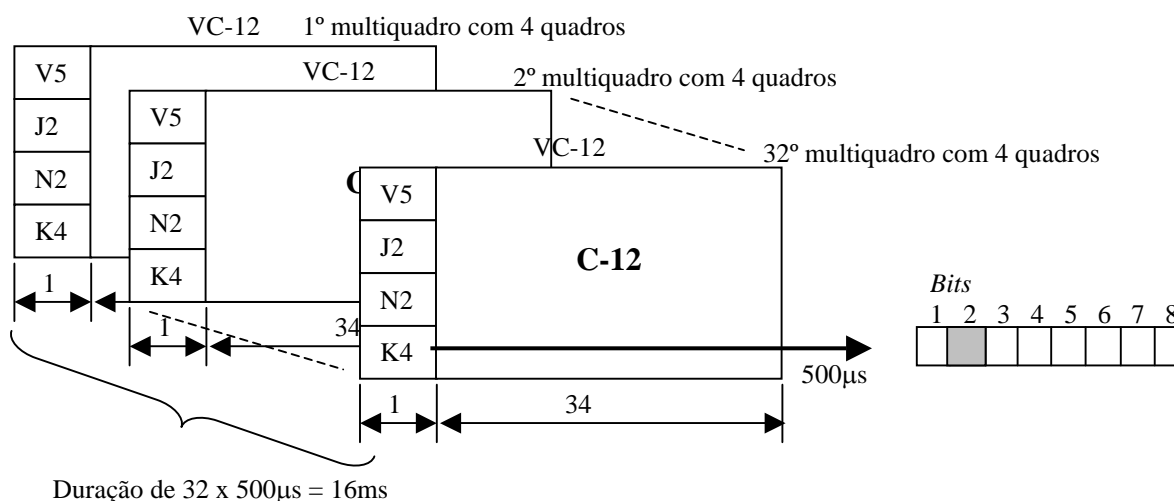 VC-12 1º multiquadro com 4 quadros
V5
J2
N2
K4
1
VC-12 2º multiquadro com 4 quadros
V5
J2
N2
K4
1
34
VC-12 32º multiquadro com 4 quadros
V5
J2
N2
K4
C-12
1
34
500μs
Bits
1 2 3 4 5 6 7 8
Duração de 32 x 500μs = 16ms